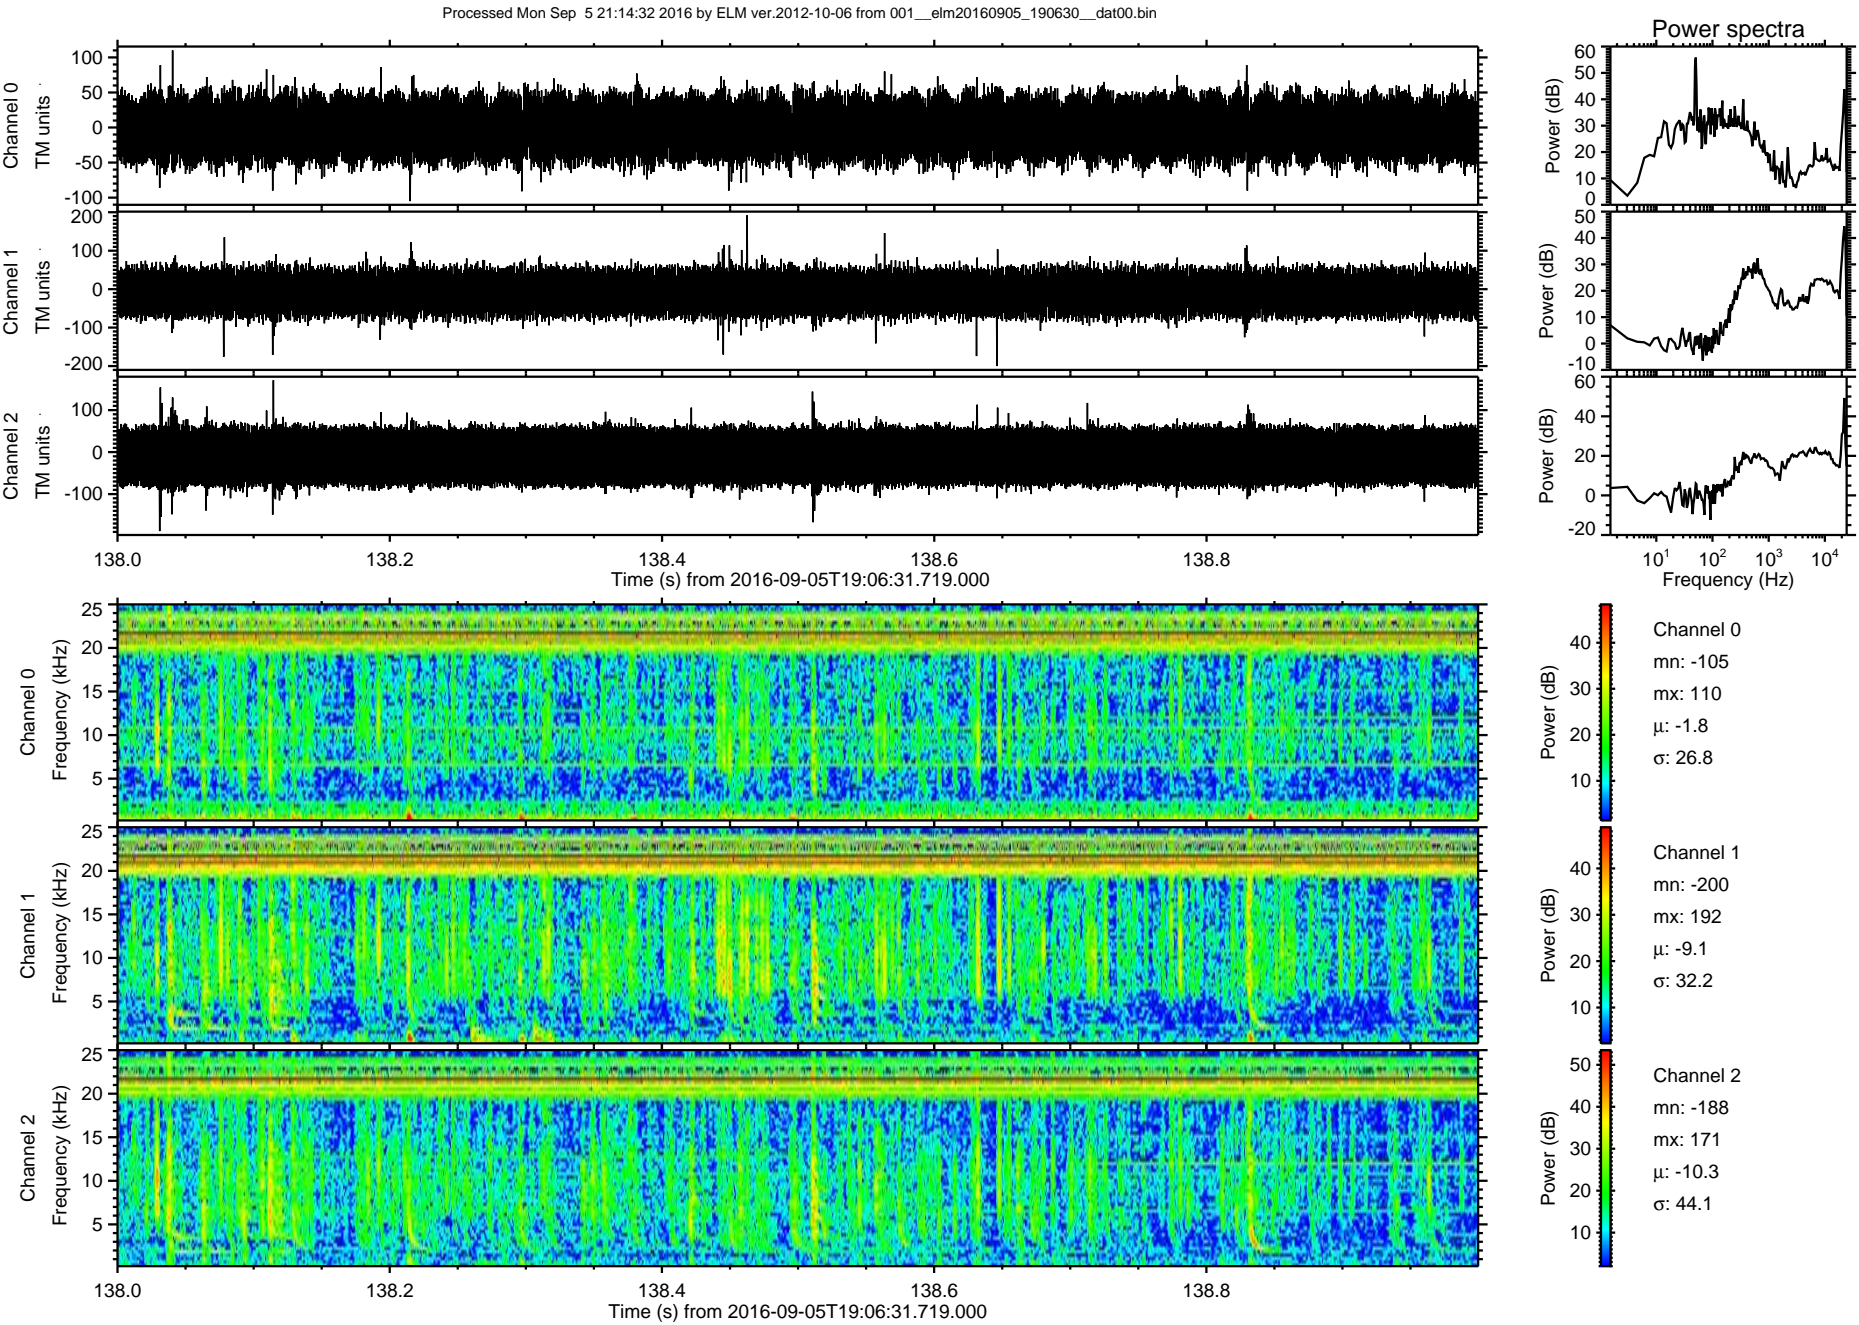 Processed Mon Sep  5 21:14:32 2016 by ELM ver.2012-10-06 from 001__elm20160905_190630__dat00.bin
Power spectra
Channel 0
TM units
100
50
0
-50
-100
Power (dB)
60
50
40
30
20
10
0
Channel 1
TM units
200
100
0
-100
-200
Power (dB)
50
40
30
20
10
0
-10
Channel 2
TM units
100
0
-100
Power (dB)
60
40
20
0
-20
138.0
138.2
138.4
138.6
138.8
Time (s) from 2016-09-05T19:06:31.719.000
10^1
10^2
10^3
10^4
Frequency (Hz)
Channel 0
Frequency (kHz)
25
20
15
10
5
Power (dB)
40
30
20
10
Channel 0
mn: -105
mx: 110
μ: -1.8
σ: 26.8
Channel 1
Frequency (kHz)
25
20
15
10
5
Power (dB)
40
30
20
10
Channel 1
mn: -200
mx: 192
μ: -9.1
σ: 32.2
Channel 2
Frequency (kHz)
25
20
15
10
5
Power (dB)
50
40
30
20
10
Channel 2
mn: -188
mx: 171
μ: -10.3
σ: 44.1
138.0
138.2
138.4
138.6
138.8
Time (s) from 2016-09-05T19:06:31.719.000